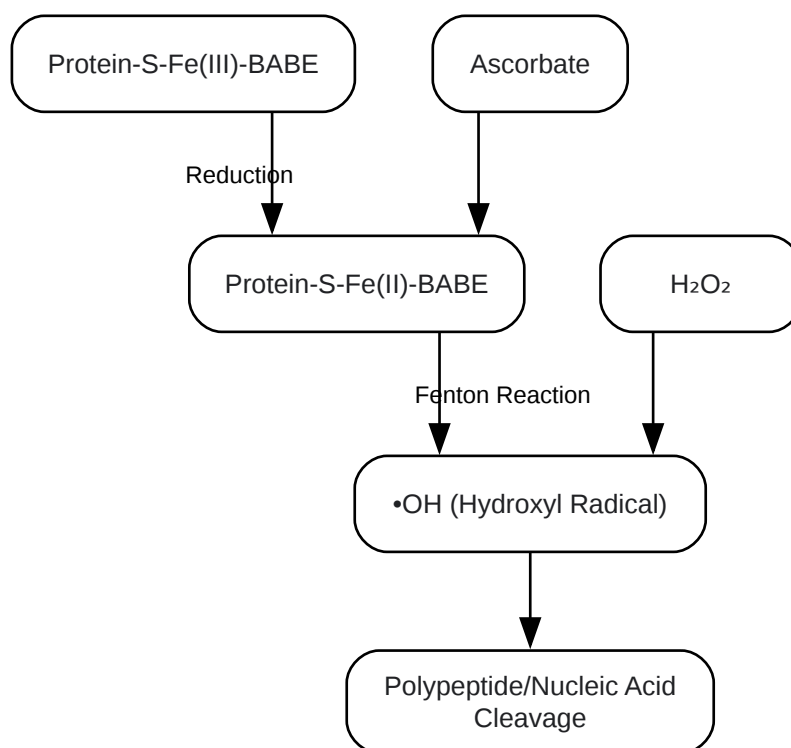 Protein-S-Fe(III)-BABE
Ascorbate
Reduction
Protein-S-Fe(II)-BABE
H₂O₂
Fenton Reaction
•OH (Hydroxyl Radical)
Polypeptide/Nucleic Acid
Cleavage